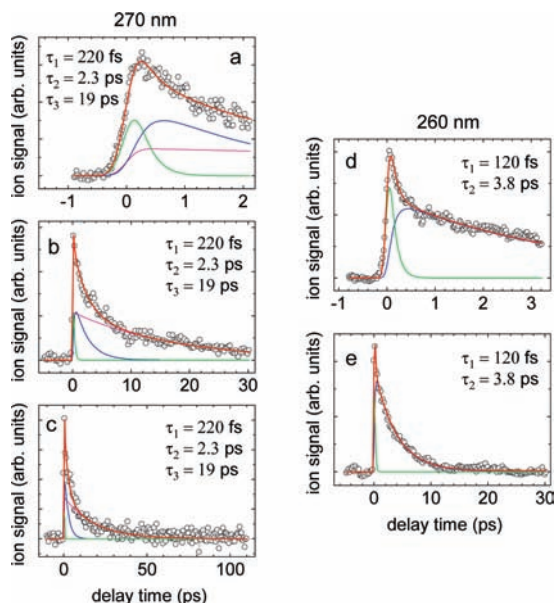 270 nm
ion signal (arb. units)
a
τ1 = 220 fs
τ2 = 2.3 ps
τ3 = 19 ps
-1 0 1 2
ion signal (arb. units)
b
τ1 = 220 fs
τ2 = 2.3 ps
τ3 = 19 ps
0 10 20 30
ion signal (arb. units)
c
τ1 = 220 fs
τ2 = 2.3 ps
τ3 = 19 ps
0 50 100
delay time (ps)
260 nm
ion signal (arb. units)
d
τ1 = 120 fs
τ2 = 3.8 ps
-1 0 1 2 3
ion signal (arb. units)
e
τ1 = 120 fs
τ2 = 3.8 ps
0 10 20 30
delay time (ps)